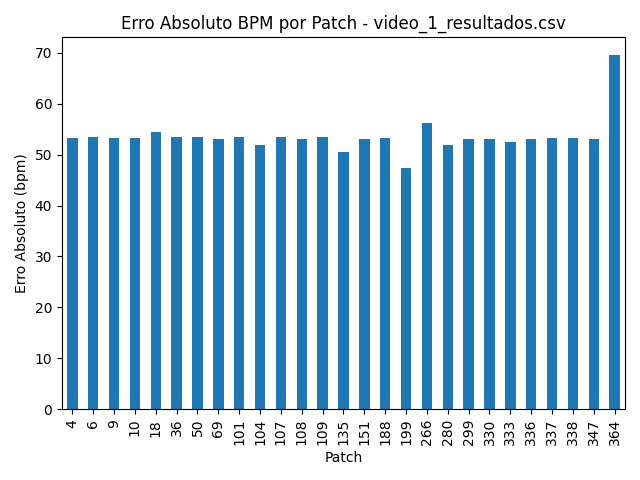 Erro Absoluto BPM por Patch - video_1_resultados.csv
70
60
50
40
30
20
10
0
Erro Absoluto (bpm)
4 6 9 10 18 36 50 69 101 104 107 108 109 135 151 188 199 266 280 299 330 333 336 337 338 347 364
Patch